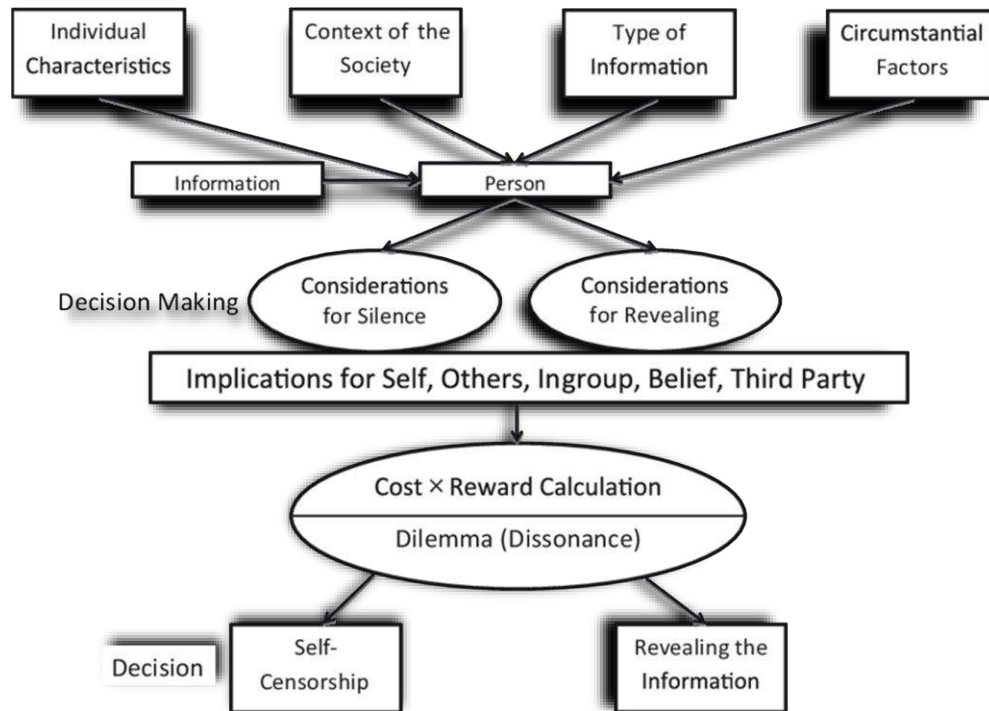 Individual
Characteristics
Context of the
Society
Type of
Information
Circumstantial
Factors
Information
Person
Decision Making
Considerations
for Silence
Considerations
for Revealing
Implications for Self, Others, Ingroup, Belief, Third Party
Cost × Reward Calculation
Dilemma (Dissonance)
Decision
Self-
Censorship
Revealing the
Information